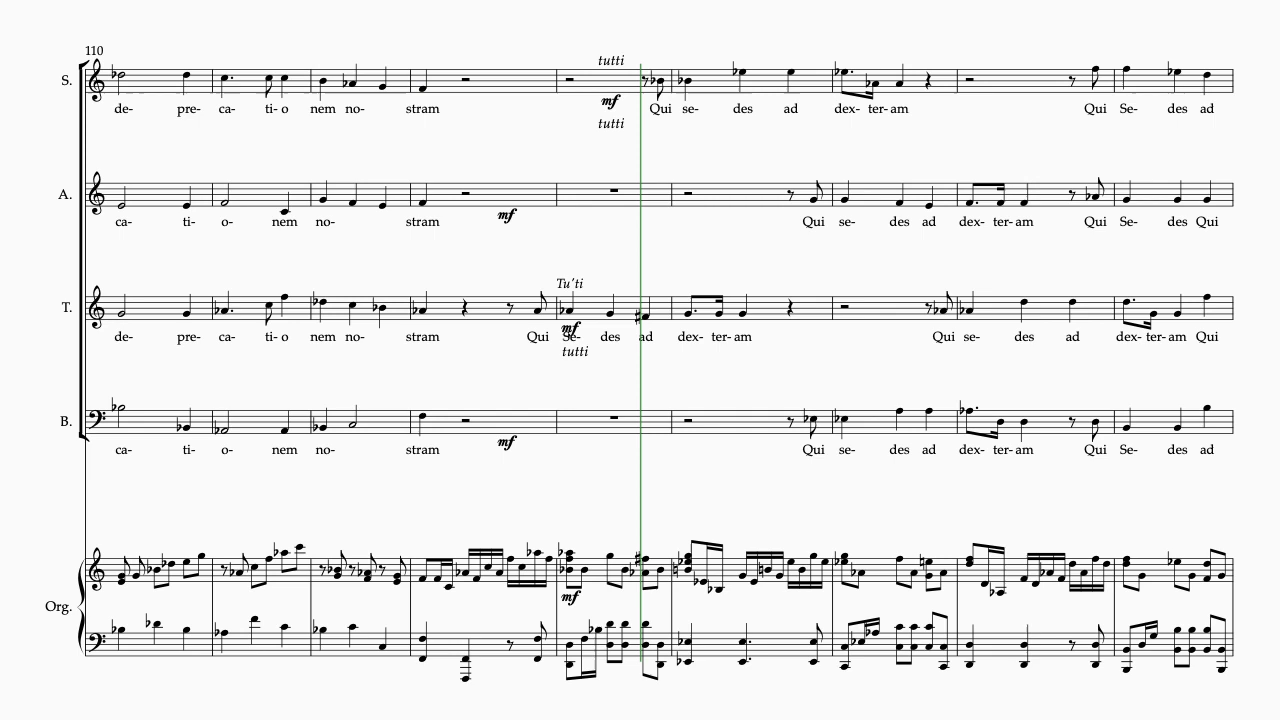 110
tutti
S.
mf
de- pre- ca- ti- o nem no- stram Qui se- des ad dex- ter- am Qui Se- des ad
tutti
A.
mf
ca- ti- o- nem no- stram Qui se- des ad dex- ter- am Qui Se- des Qui
Tu'ti
T.
mf
de- pre- ca- ti- o nem no- stram Qui Se- des ad dex- ter- am Qui se- des ad dex- ter- am Qui
tutti
B.
mf
ca- ti- o- nem no- stram Qui se- des ad dex- ter- am Qui Se- des ad
mf
Org.